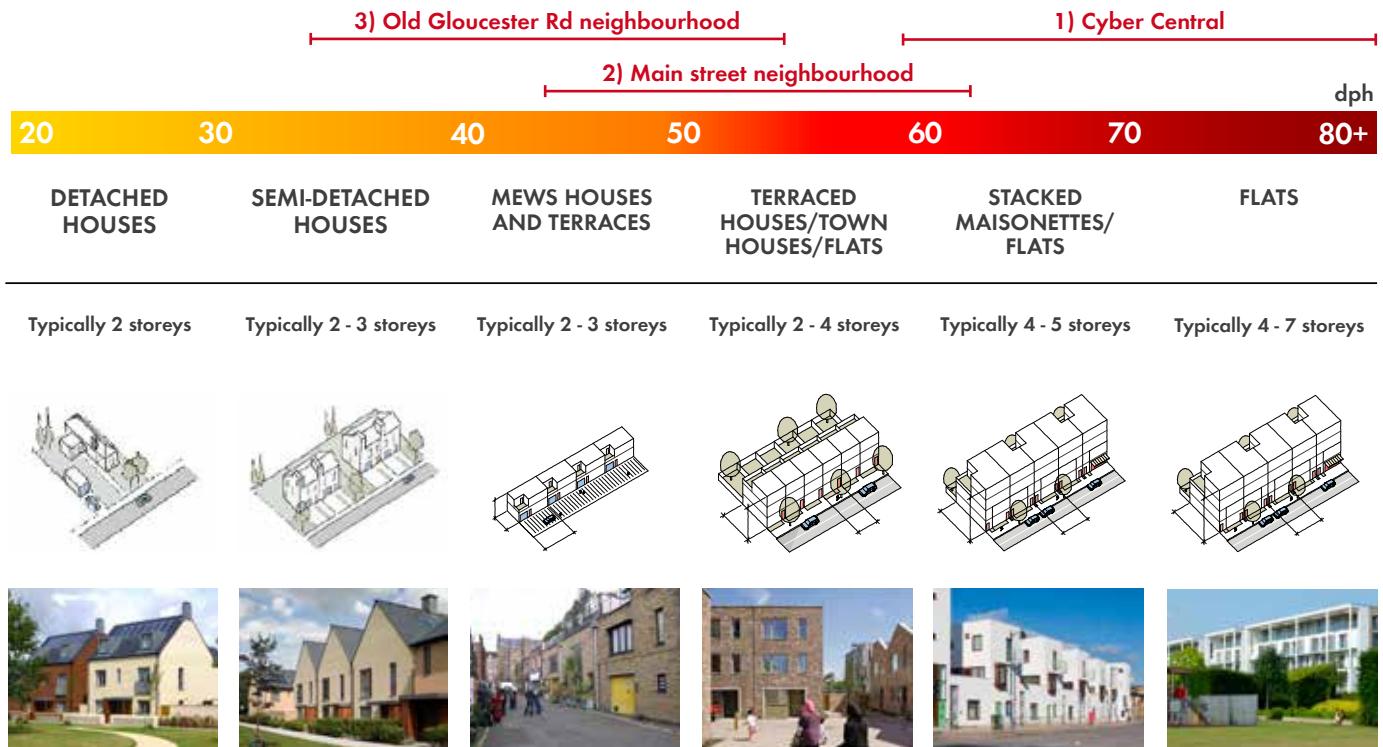 3) Old Gloucester Rd neighbourhood
1) Cyber Central
2) Main street neighbourhood
dph
20 30 40 50 60 70 80+
DETACHED
HOUSES
SEMI-DETACHED
HOUSES
MEWS HOUSES
AND TERRACES
TERRACED
HOUSES/TOWN
HOUSES/FLATS
STACKED
MAISONETTES/
FLATS
FLATS
Typically 2 storeys
Typically 2 - 3 storeys
Typically 2 - 3 storeys
Typically 2 - 4 storeys
Typically 4 - 5 storeys
Typically 4 - 7 storeys